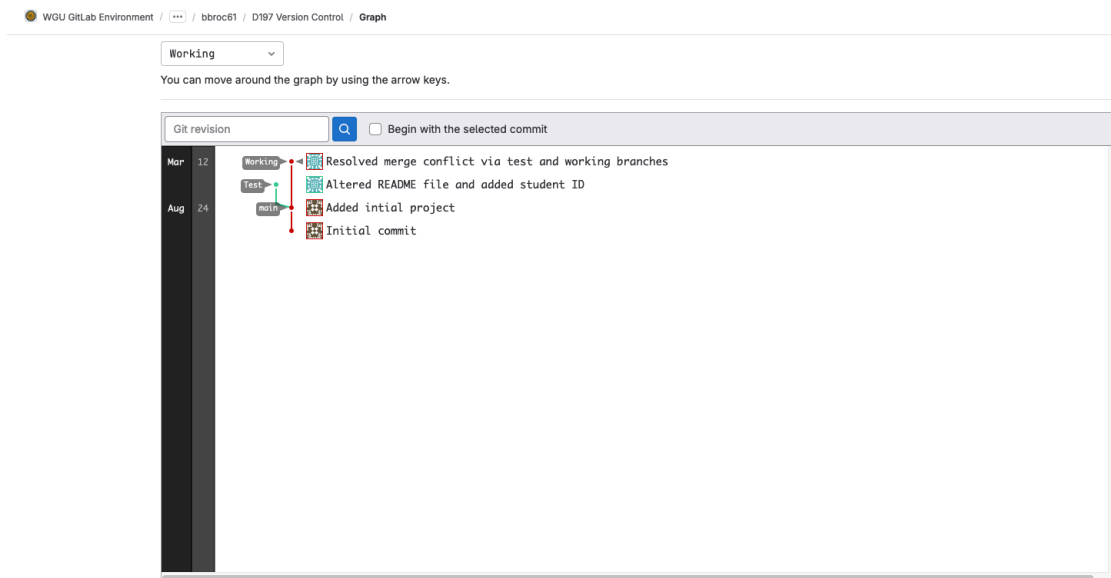 WGU GitLab Environment / ... / bbroc61 / D197 Version Control / Graph
Working
You can move around the graph by using the arrow keys.
Git revision Begin with the selected commit
Mar 12 Working Resolved merge conflict via test and working branches
Test Altered README file and added student ID
Aug 24 main Added intial project
Initial commit